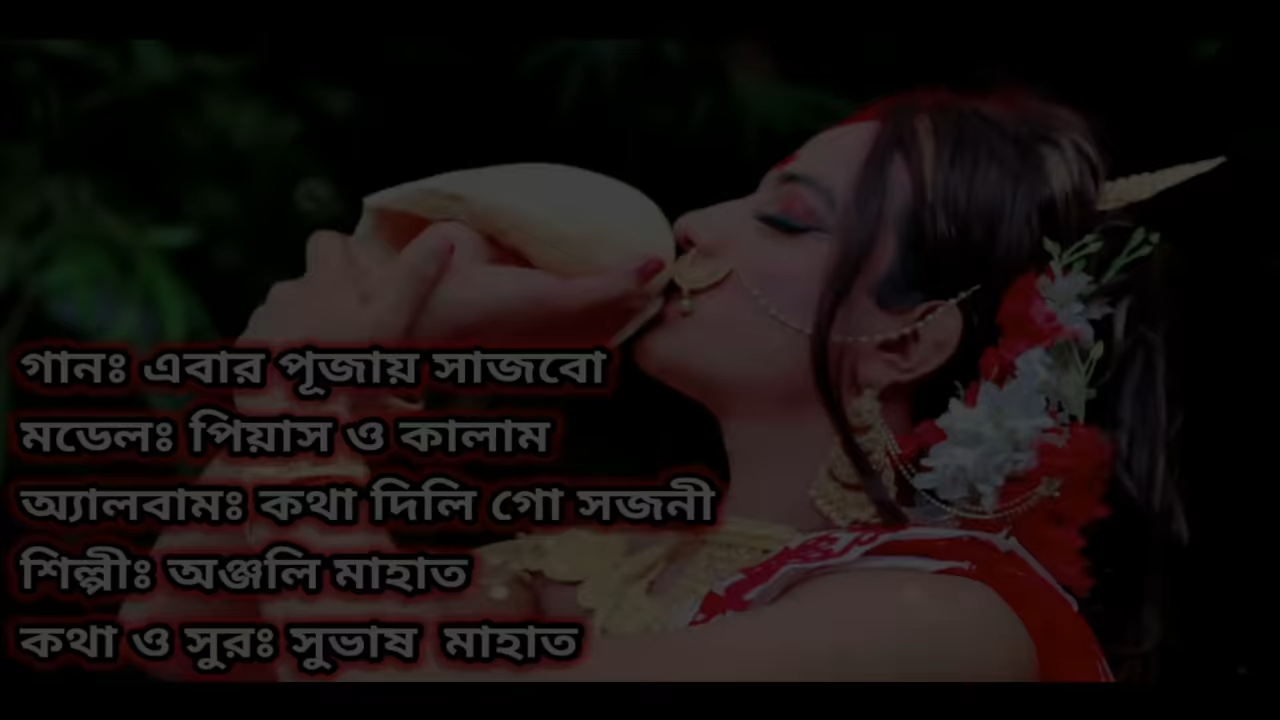 গানঃ এবার পূজায় সাজবো
মডেলঃ পিয়াস ও কালাম
অ্যালবামঃ কথা দিলি গো সজনী
শিল্পীঃ অঞ্জলি মাহাত
কথা ও সুরঃ সুভাষ মাহাত